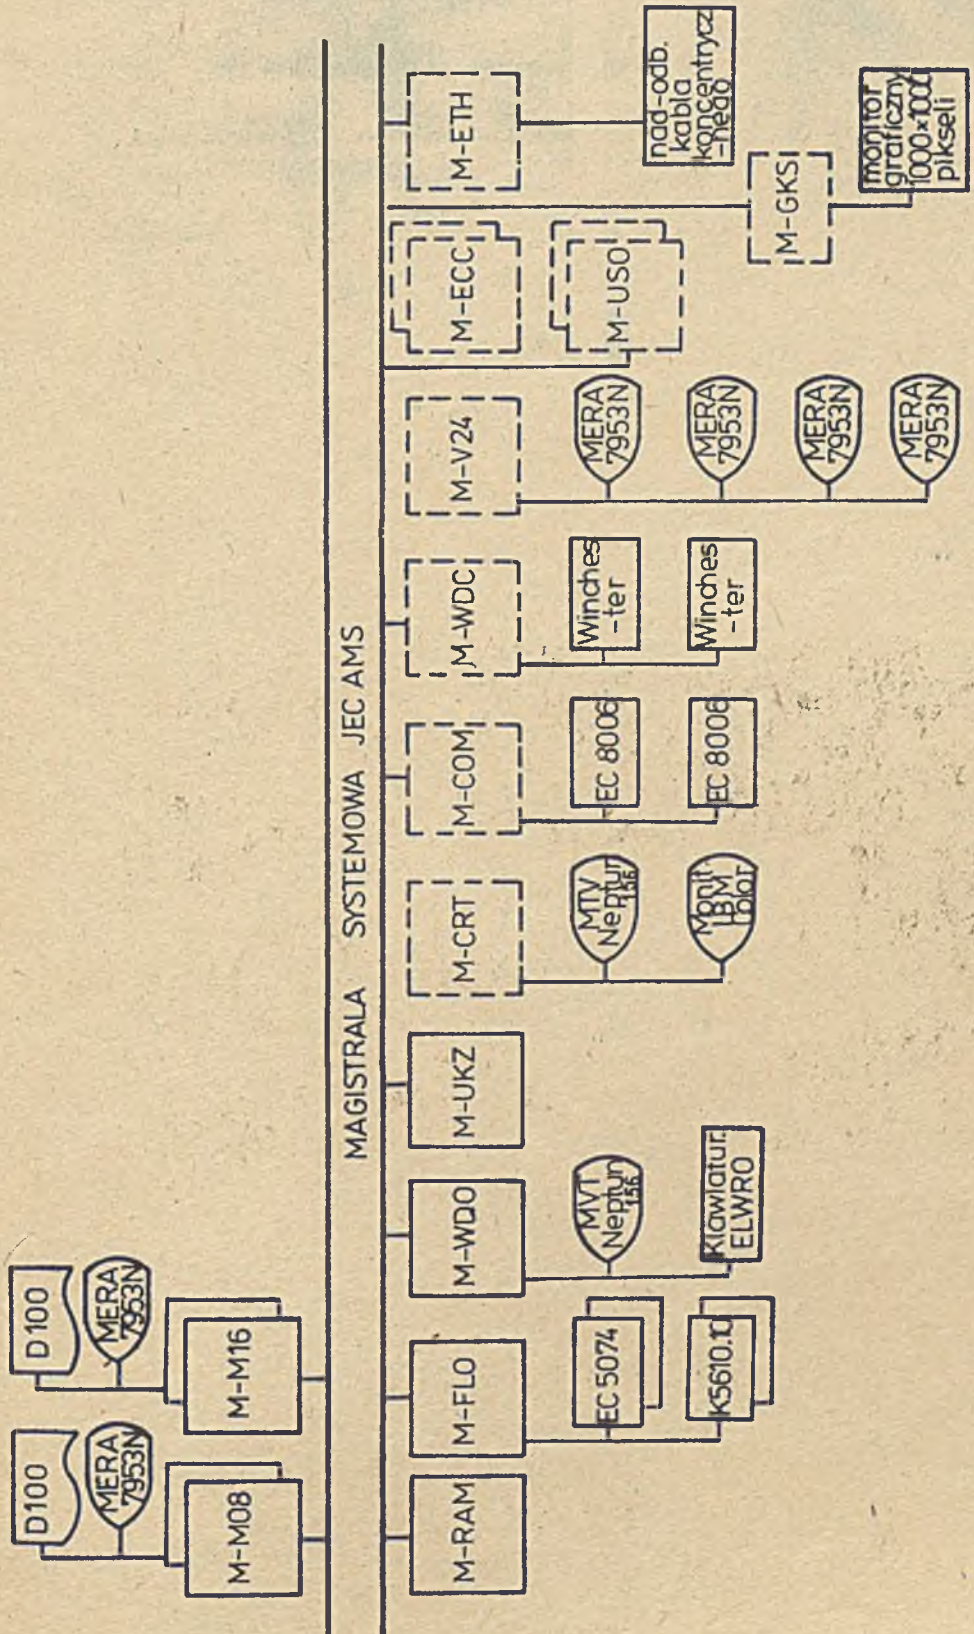 D100
MERA
7953N
M-M08
D100
MERA
7953N
M-M16
MAGISTRALA SYSTEMOWA JEC AMS
M-RAM
M-FLO
EC 5074
K5610.10
M-WDO
MVT
Neptun
156
Klawiatur.
ELWRO
M-UKZ
M-CRT
MTV
Neptun
156
Monit.
IBM
color
M-COM
EC 8006
EC 8006
M-WDC
Winches
-ter
Winches
-ter
M-V24
MERA
7953N
MERA
7953N
MERA
7953N
MERA
7953N
M-ECC
M-USO
M-ETH
nad-odb.
kabla
koncentrycz
-nego
M-GKS
monitor
graficzny
1000×1000
pikseli